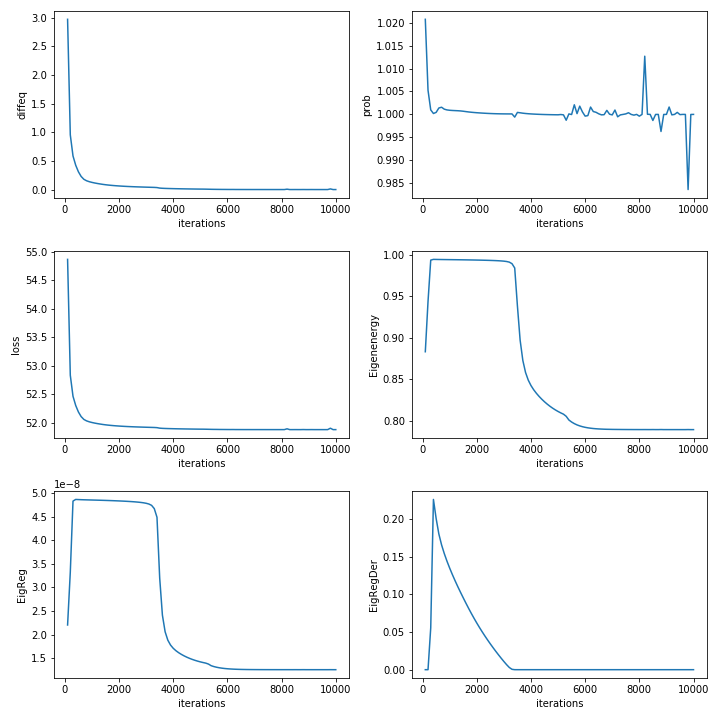 diffeq
3.0
2.5
2.0
1.5
1.0
0.5
0.0
0 2000 4000 6000 8000 10000
iterations
prob
1.020
1.015
1.010
1.005
1.000
0.995
0.990
0.985
0 2000 4000 6000 8000 10000
iterations
loss
55.0
54.5
54.0
53.5
53.0
52.5
52.0
0 2000 4000 6000 8000 10000
iterations
Eigenenergy
1.00
0.95
0.90
0.85
0.80
0 2000 4000 6000 8000 10000
iterations
1e−8
EigReg
5.0
4.5
4.0
3.5
3.0
2.5
2.0
1.5
0 2000 4000 6000 8000 10000
iterations
EigRegDer
0.20
0.15
0.10
0.05
0.00
0 2000 4000 6000 8000 10000
iterations